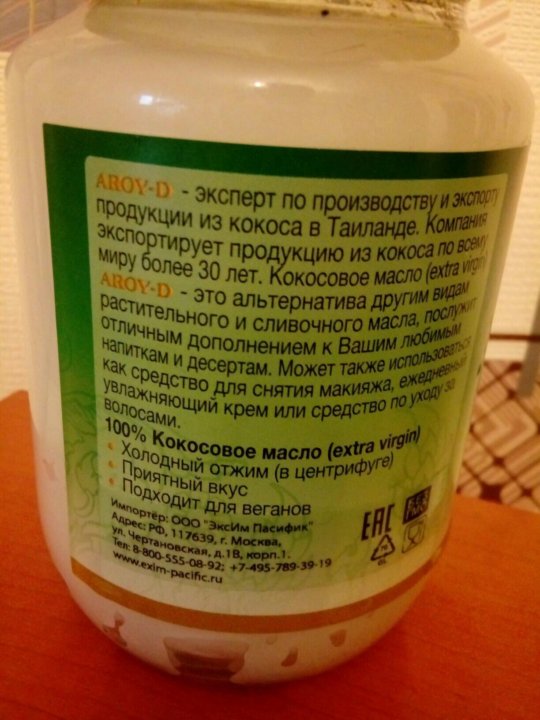 AROY-D - эксперт по производству и экспорту
продукции из кокоса в Таиланде. Компания
экспортирует продукцию из кокоса по всему
миру более 30 лет. Кокосовое масло (extra virgin)
AROY-D - это альтернатива другим видам
растительного и сливочного масла, послужит
отличным дополнением к Вашим любимым
напиткам и десертам. Может также использоваться
как средство для снятия макияжа, ежедневный
увлажняющий крем или средство по уходу за
волосами.
100% Кокосовое масло (extra virgin)
• Холодный отжим (в центрифуге)
• Приятный вкус
• Подходит для веганов
Импортёр: ООО "ЭксИм Пасифик"
Адрес: РФ, 117639, г. Москва,
ул. Чертановская, д.1В, корп.1.
Тел: 8-800-555-08-92; +7-495-789-39-19
www.exim-pacific.ru
EAC
70
GL